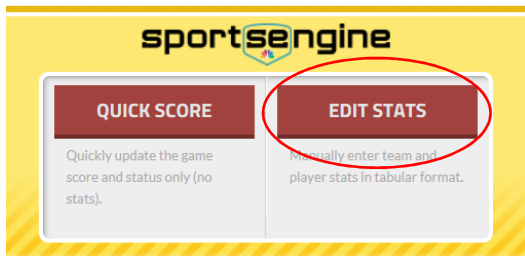 sportsengine
QUICK SCORE
Quickly update the game
score and status only (no
stats).
EDIT STATS
Manually enter team and
player stats in tabular format.